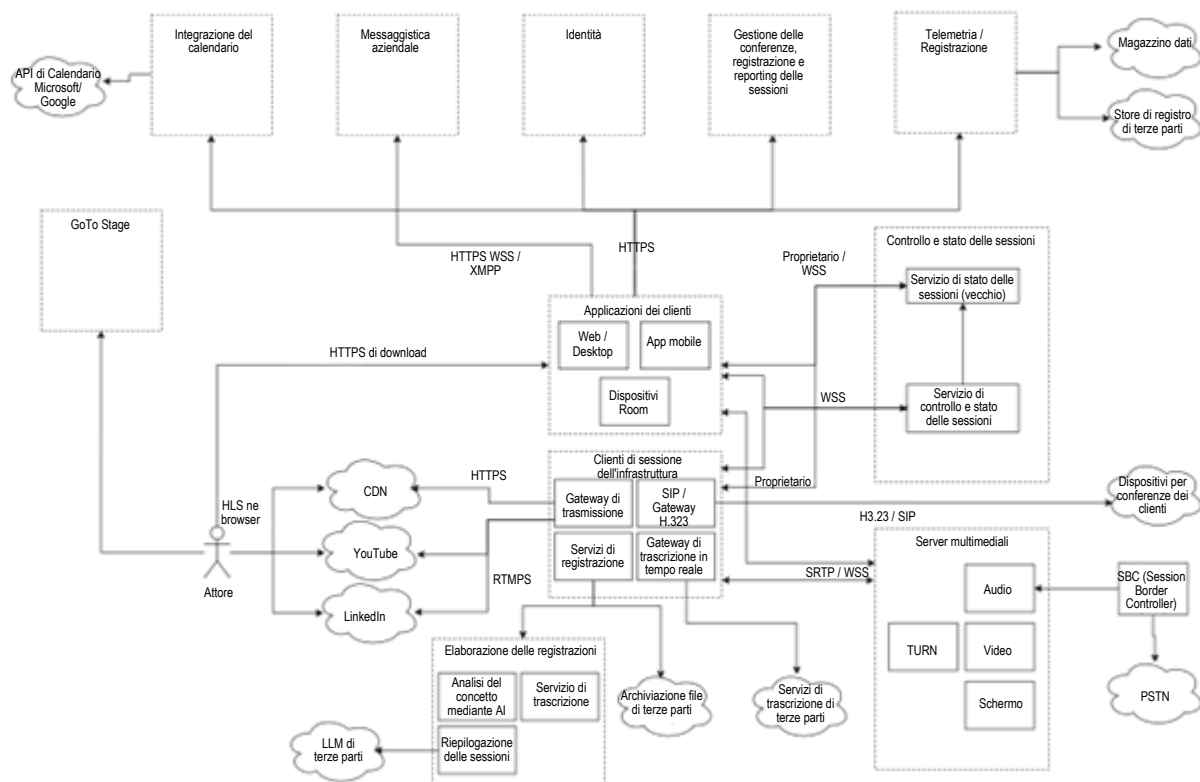 Integrazione del
calendario
Messaggistica
aziendale
Identità
Gestione delle
conferenze,
registrazione e
reporting delle
sessioni
Telemetria /
Registrazione
Magazzino dati
API di Calendario
Microsoft/
Google
Store di registro
di terze parti
GoTo Stage
HTTPS WSS /
XMPP
HTTPS
Proprietario /
WSS
Controllo e stato delle sessioni
Servizio di stato delle
sessioni (vecchio)
Applicazioni dei clienti
Web /
Desktop
App mobile
HTTPS di download
Dispositivi
Room
WSS
Servizio di
controllo e stato
delle sessioni
Clienti di sessione
dell'infrastruttura
HTTPS
CDN
Gateway di
trasmissione
SIP /
Gateway
H.323
Proprietario
Dispositivi per
conferenze dei
clienti
H3.23 / SIP
HLS ne
browser
YouTube
Servizi di
registrazione
Gateway di
trascrizione in
tempo reale
Server multimediali
Attore
RTMPS
SRTP / WSS
Audio
SBC (Session
Border
Controller)
LinkedIn
TURN
Video
Elaborazione delle registrazioni
Analisi del
concetto
mediante AI
Servizio di
trascrizione
Archiviazione file
di terze parti
Servizi di
trascrizione di
terze parti
Schermo
PSTN
LLM di
terze parti
Riepilogazione
delle sessioni